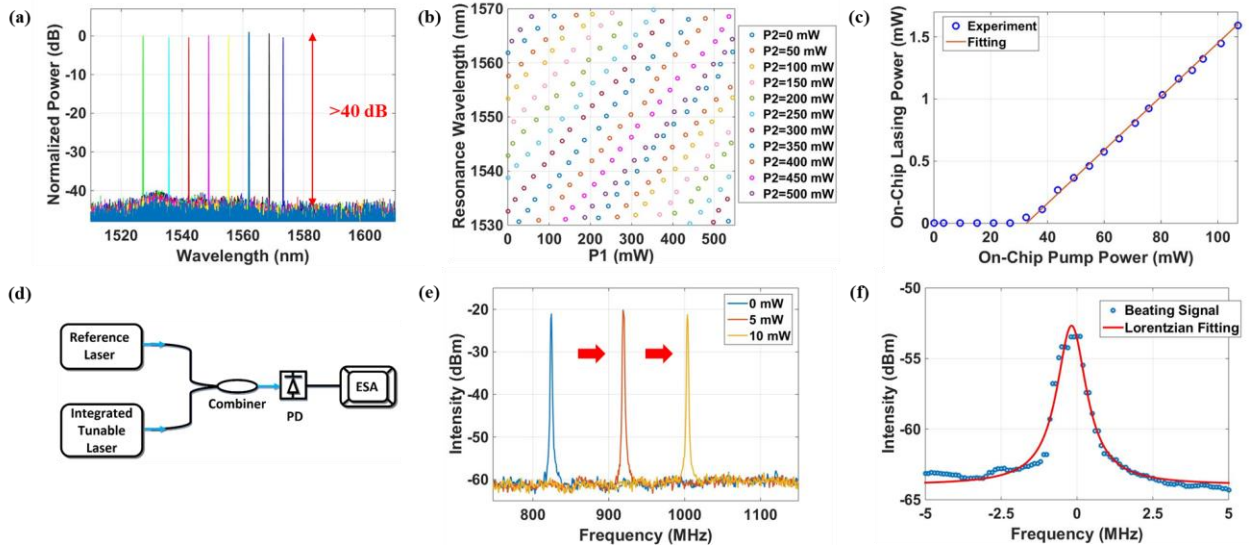 (a)
Normalized Power (dB)
0
-10
-20
-30
-40
>40 dB
1520 1540 1560 1580 1600
Wavelength (nm)
(b)
Resonance Wavelength (nm)
1570
1560
1550
1540
1530
0 100 200 300 400 500
P1 (mW)
P2=0 mW
P2=50 mW
P2=100 mW
P2=150 mW
P2=200 mW
P2=250 mW
P2=300 mW
P2=350 mW
P2=400 mW
P2=450 mW
P2=500 mW
(c)
On-Chip Lasing Power (mW)
1.5
1
0.5
0
Experiment
Fitting
0 20 40 60 80 100
On-Chip Pump Power (mW)
(d)
Reference
Laser
Integrated
Tunable
Laser
Combiner
PD
ESA
(e)
Intensity (dBm)
-20
-30
-40
-50
-60
0 mW
5 mW
10 mW
800 900 1000 1100
Frequency (MHz)
(f)
Intensity (dBm)
-50
-55
-60
-65
Beating Signal
Lorentzian Fitting
-5 -2.5 0 2.5 5
Frequency (MHz)